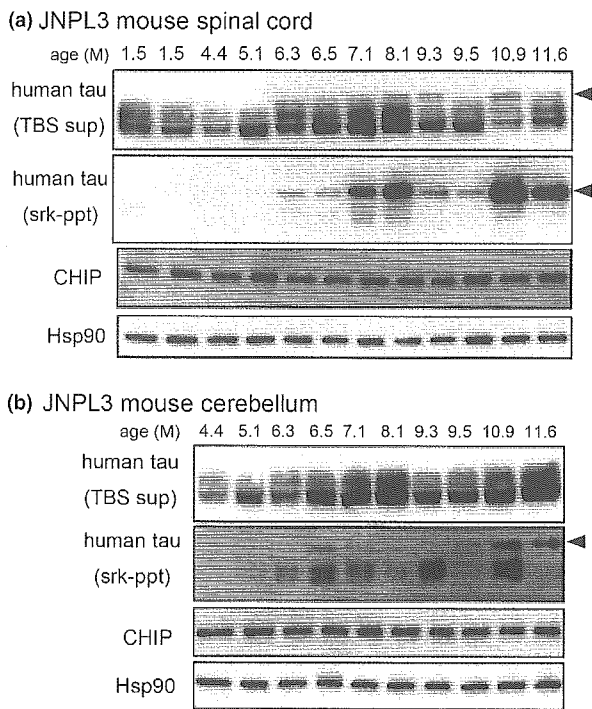 (a) JNPL3 mouse spinal cord
age (M) 1.5 1.5 4.4 5.1 6.3 6.5 7.1 8.1 9.3 9.5 10.9 11.6
human tau
(TBS sup)
human tau
(srk-ppt)
CHIP
Hsp90
(b) JNPL3 mouse cerebellum
age (M) 4.4 5.1 6.3 6.5 7.1 8.1 9.3 9.5 10.9 11.6
human tau
(TBS sup)
human tau
(srk-ppt)
CHIP
Hsp90